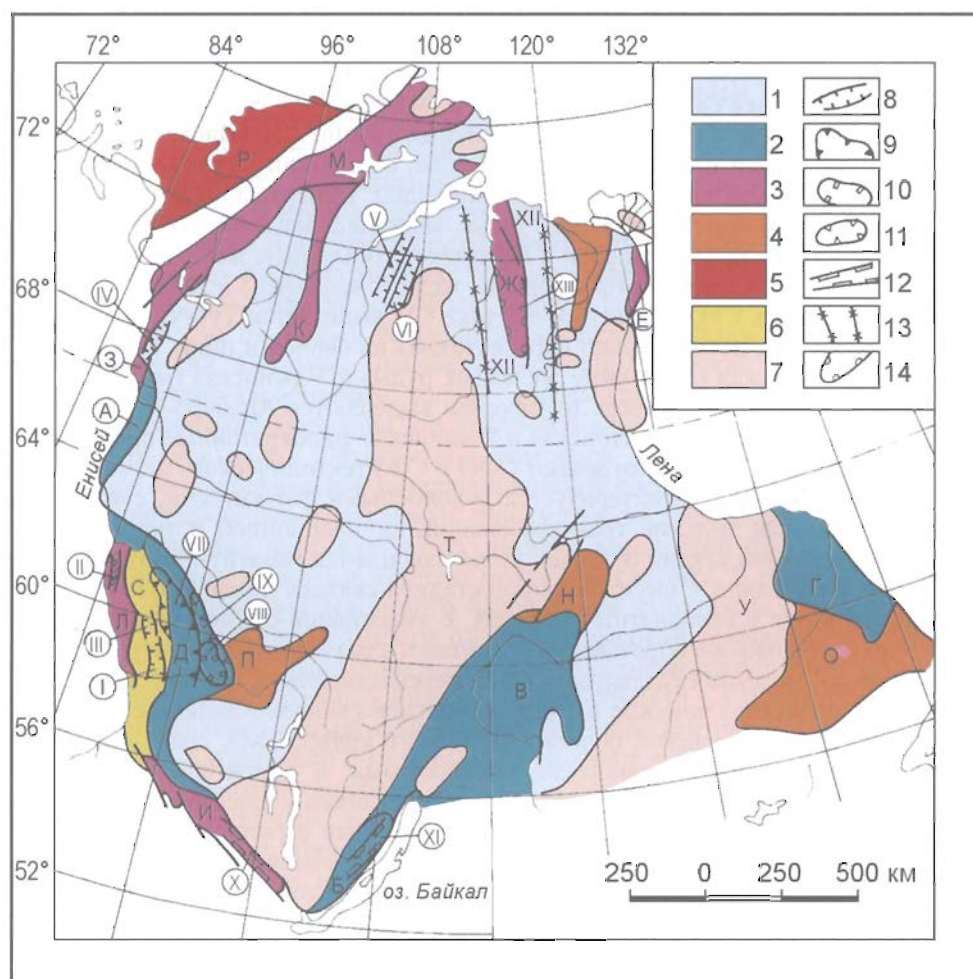 72° 84° 96° 108° 120° 132°
72°
68°
64°
60°
56°
52°
1 8
2 9
3 10
4 11
5 12
6 13
7 14
Р
М
V
XII
К
Ж
XIII
IV
VI
Е
З
XII
А
Енисей
Лена
VII
Т
II
С
IX
VIII
Н
У
Г
Л
III
Д
П
О
I
В
И
XI
X
Б
оз. Байкал
250 0 250 500 км